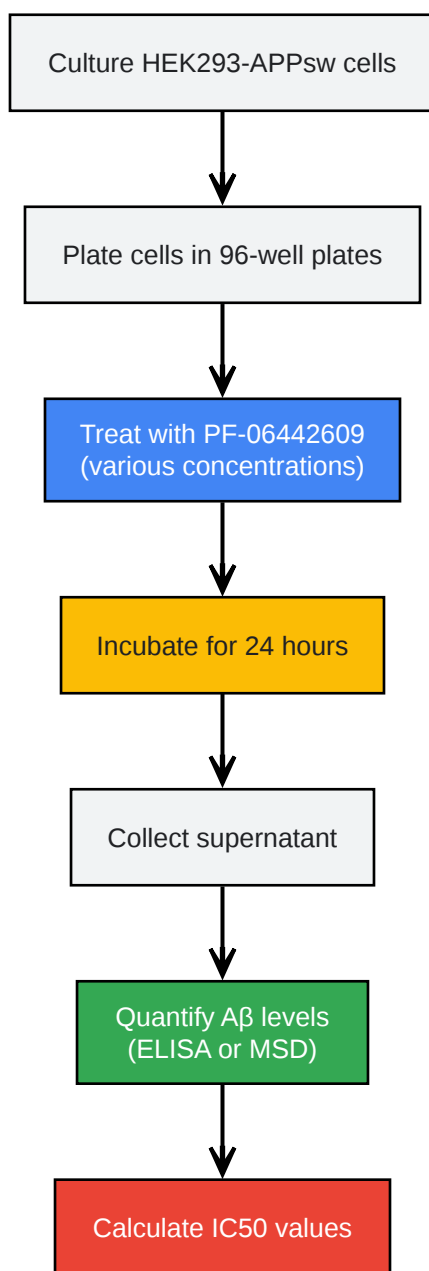 Culture HEK293-APPsw cells
Plate cells in 96-well plates
Treat with PF-06442609
(various concentrations)
Incubate for 24 hours
Collect supernatant
Quantify Aβ levels
(ELISA or MSD)
Calculate IC50 values